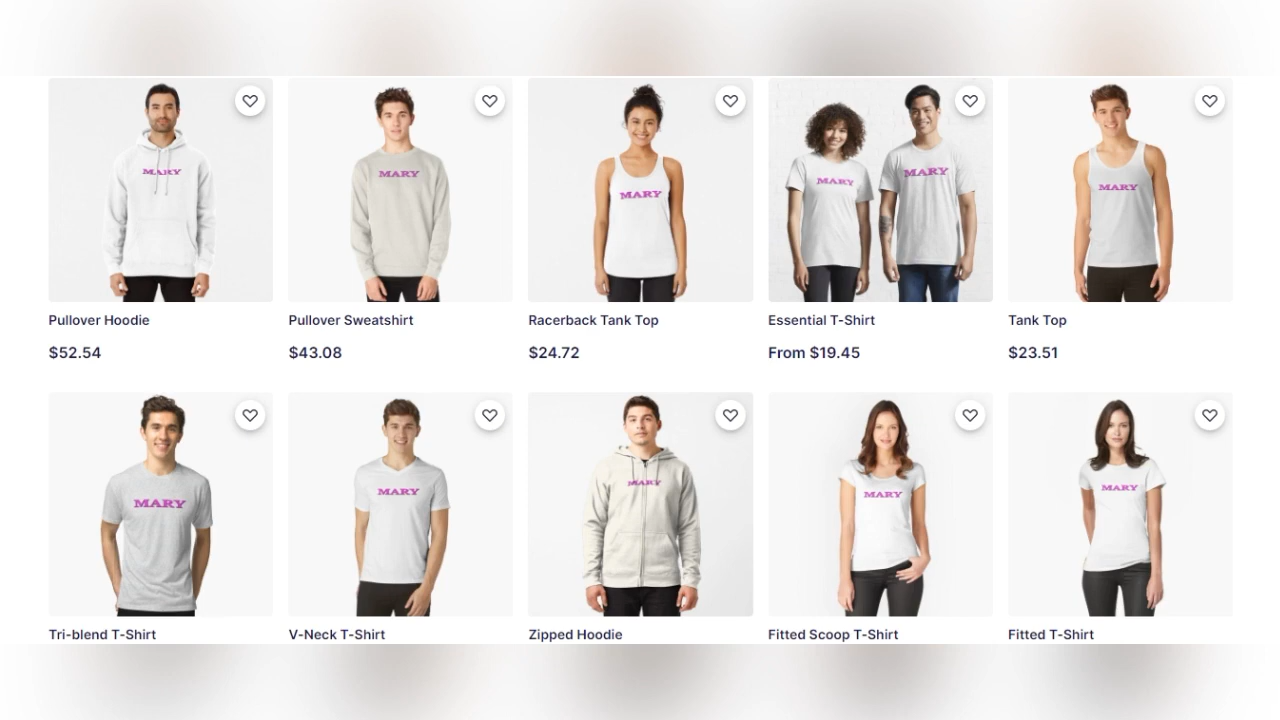 MARY
MARY
MARY
MARY MARY
MARY
Pullover Hoodie
Pullover Sweatshirt
Racerback Tank Top
Essential T-Shirt
Tank Top
$52.54
$43.08
$24.72
From $19.45
$23.51
MARY
MARY
MARY
MARY
MARY
Tri-blend T-Shirt
V-Neck T-Shirt
Zipped Hoodie
Fitted Scoop T-Shirt
Fitted T-Shirt